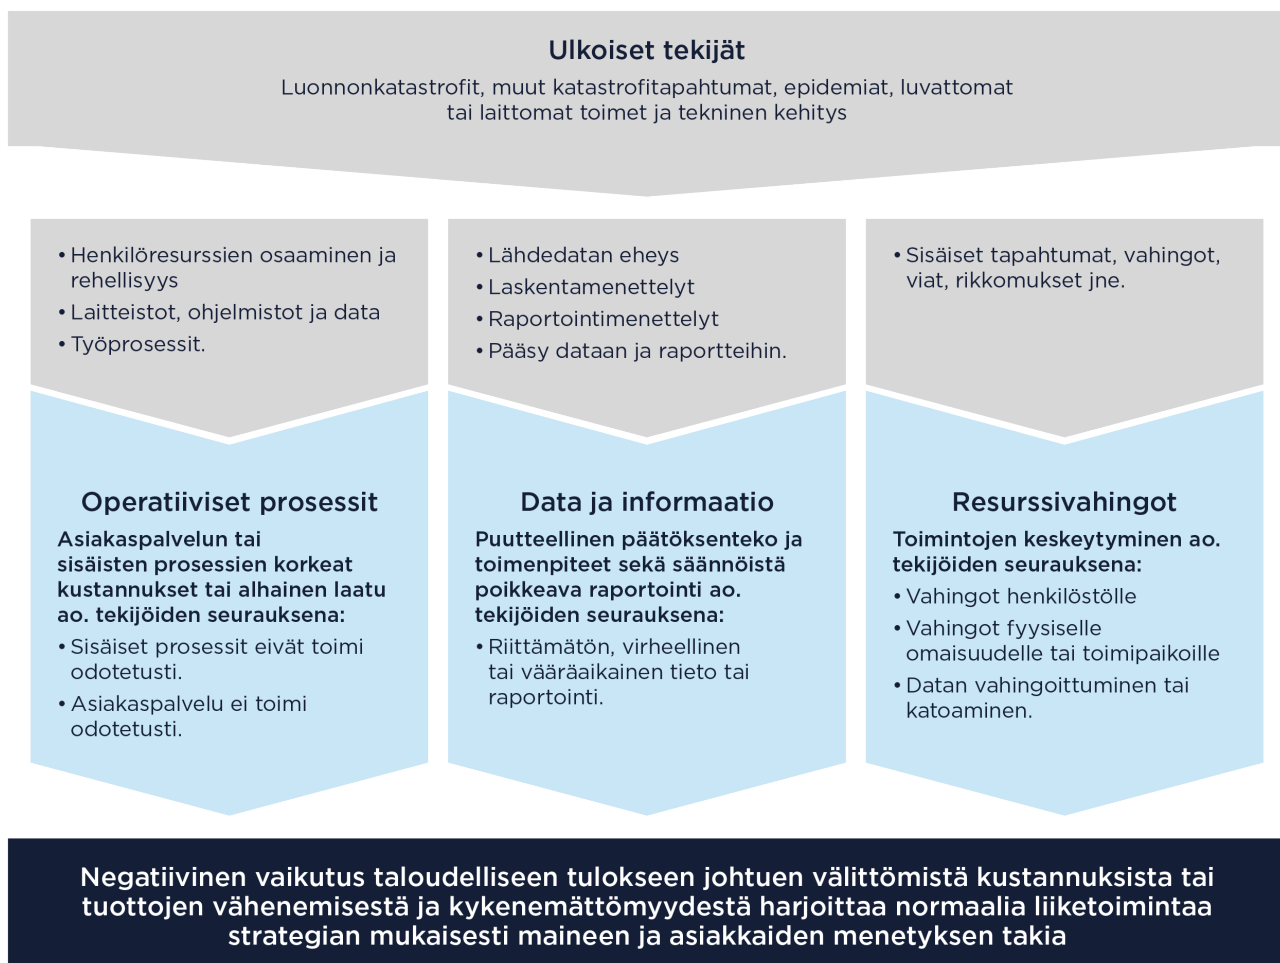 Ulkoiset tekijät
Luonnonkatastrofit, muut katastrofitapahtumat, epidemiat, luvattomat
tai laittomat toimet ja tekninen kehitys
• Henkilöresurssien osaaminen ja
rehellisyys
• Laitteistot, ohjelmistot ja data
• Työprosessit.
• Lähdedatan eheys
• Laskentamenettelyt
• Raportointimenettelyt
• Pääsy dataan ja raportteihin.
• Sisäiset tapahtumat, vahingot,
viat, rikkomukset jne.
Operatiiviset prosessit
Asiakaspalvelun tai
sisäisten prosessien korkeat
kustannukset tai alhainen laatu
ao. tekijöiden seurauksena:
• Sisäiset prosessit eivät toimi
odotetusti.
• Asiakaspalvelu ei toimi
odotetusti.
Data ja informaatio
Puutteellinen päätöksenteko ja
toimenpiteet sekä säännöistä
poikkeava raportointi ao.
tekijöiden seurauksena:
• Riittämätön, virheellinen
tai vääräaikainen tieto tai
raportointi.
Resurssivahingot
Toimintojen keskeytyminen ao.
tekijöiden seurauksena:
• Vahingot henkilöstölle
• Vahingot fyysiselle
omaisuudelle tai toimipaikoille
• Datan vahingoittuminen tai
katoaminen.
Negatiivinen vaikutus taloudelliseen tulokseen johtuen välittömistä kustannuksista tai
tuottojen vähenemisestä ja kykenemättömyydestä harjoittaa normaalia liiketoimintaa
strategian mukaisesti maineen ja asiakkaiden menetyksen takia